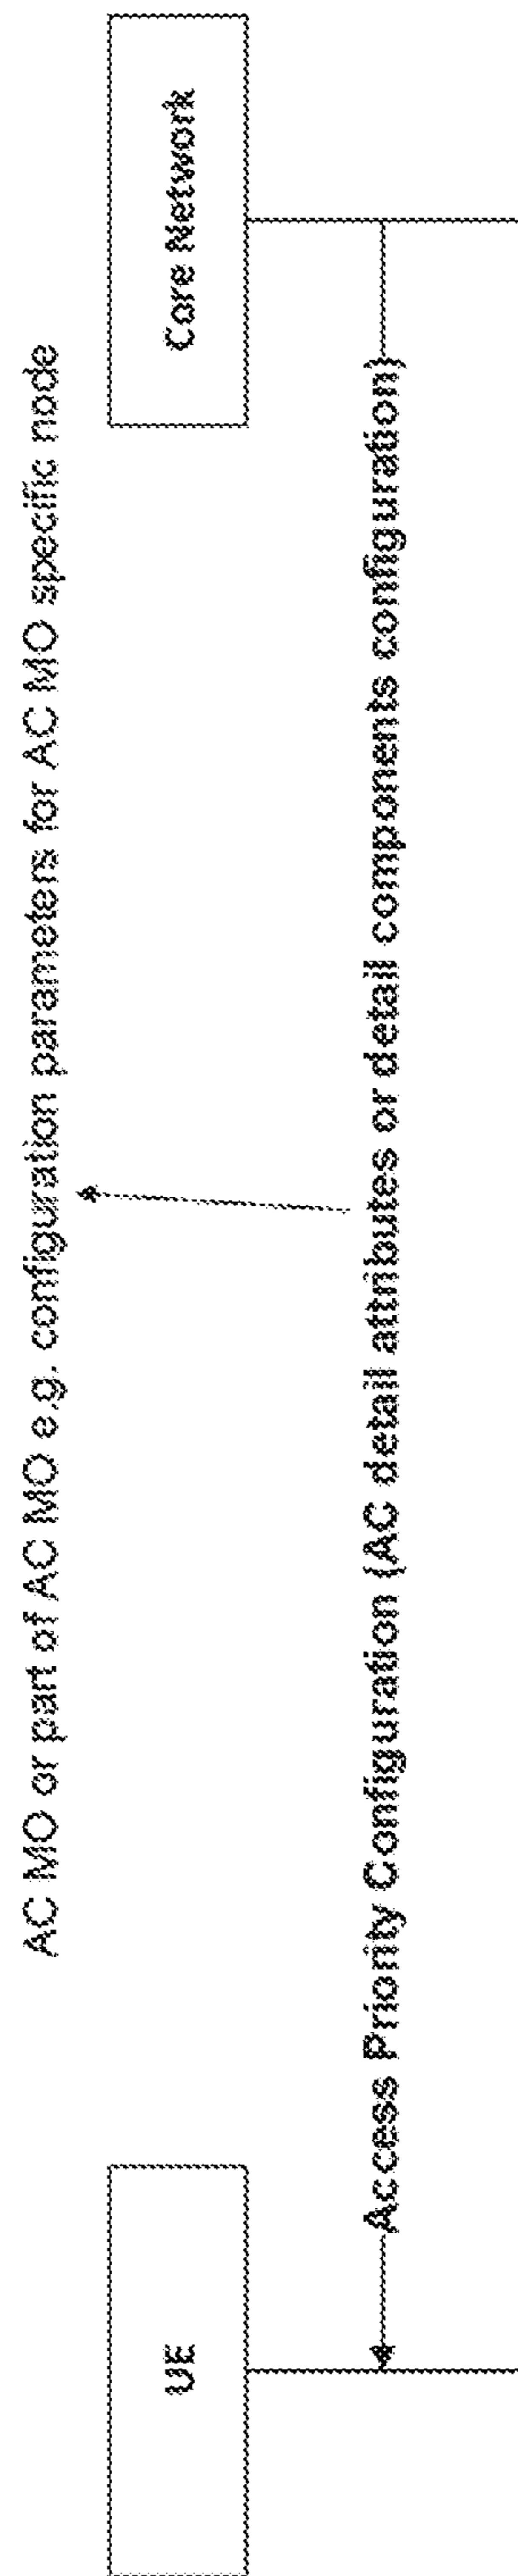 AC MO or part of AC MO e.g. configuration parameters for AC MO specific node
UE
Core Network
Access Priority Configuration (AC detail attributes or detail components configuration)